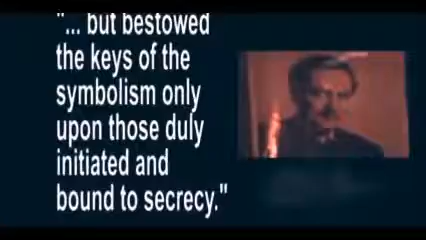 "... but bestowed
the keys of the
symbolism only
upon those duly
initiated and
bound to secrecy."